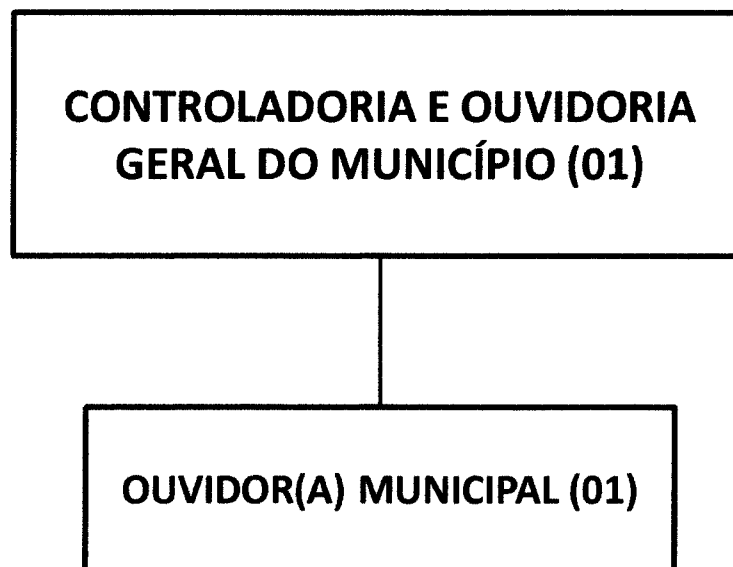 CONTROLADORIA E OUVIDORIA
GERAL DO MUNICÍPIO (01)
OUVIDOR(A) MUNICIPAL (01)